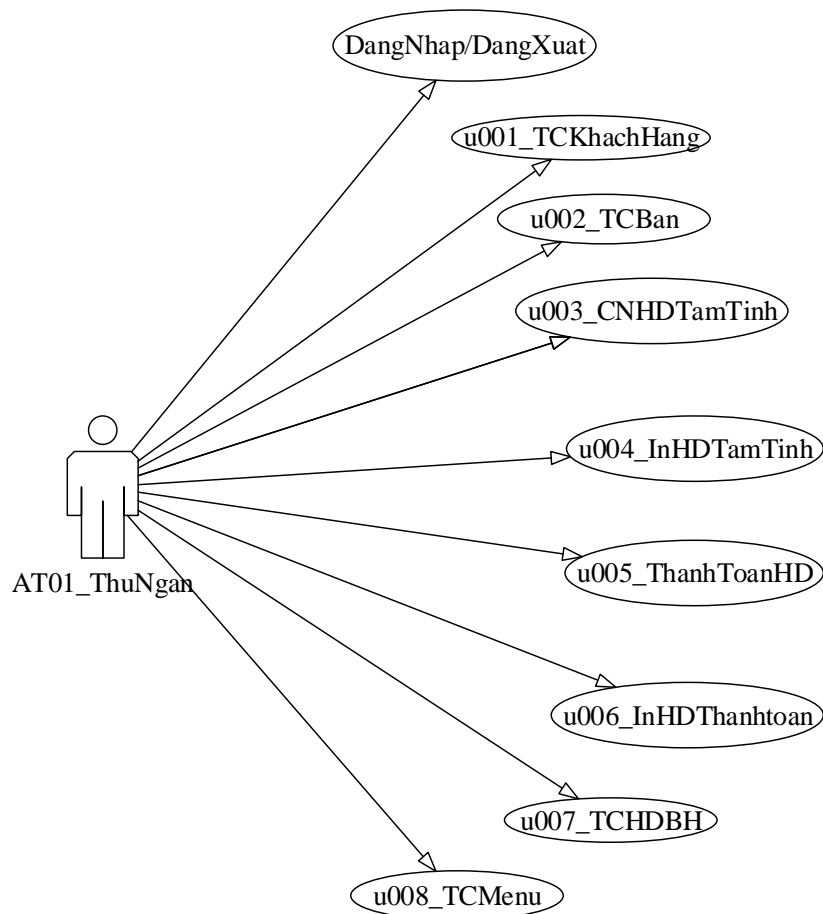 DangNhap/DangXuat
u001_TCKhachHang
u002_TCBan
u003_CNHDTamTinh
u004_InHDTamTinh
u005_ThanhToanHD
AT01_ThuNgan
u006_InHDThanhtoan
u007_TCHDBH
u008_TCMenu